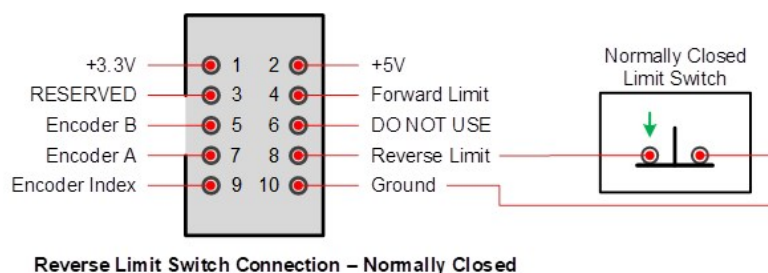 +3.3V 1 2 +5V
RESERVED 3 4 Forward Limit
Encoder B 5 6 DO NOT USE
Encoder A 7 8 Reverse Limit
Encoder Index 9 10 Ground
Normally Closed
Limit Switch
Reverse Limit Switch Connection – Normally Closed